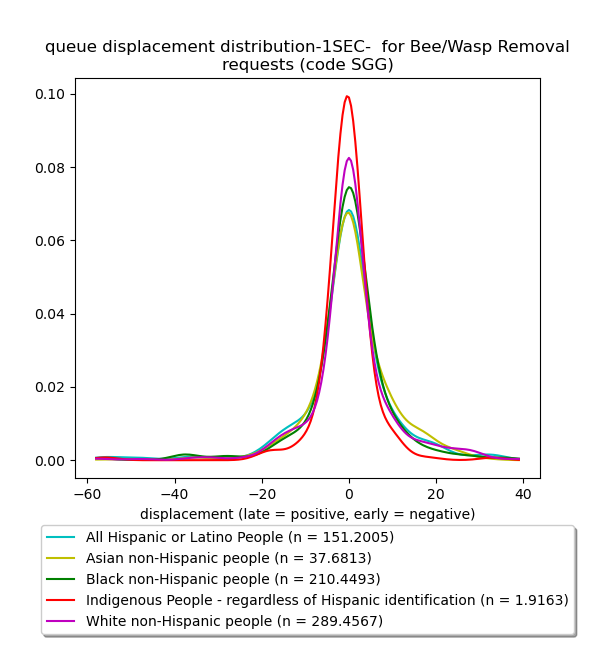 queue displacement distribution-1SEC-  for Bee/Wasp Removal
requests (code SGG)
0.10
0.08
0.06
0.04
0.02
0.00
−60 −40 −20 0 20 40
displacement (late = positive, early = negative)
All Hispanic or Latino People (n = 151.2005)
Asian non-Hispanic people (n = 37.6813)
Black non-Hispanic people (n = 210.4493)
Indigenous People - regardless of Hispanic identification (n = 1.9163)
White non-Hispanic people (n = 289.4567)